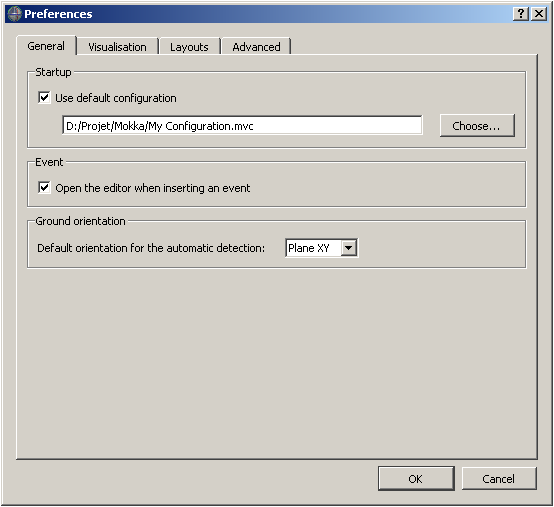 Preferences
General Visualisation Layouts Advanced
Startup
Use default configuration
D:/Projet/Mokka/My Configuration.mvc Choose...
Event
Open the editor when inserting an event
Ground orientation
Default orientation for the automatic detection: Plane XY
OK Cancel